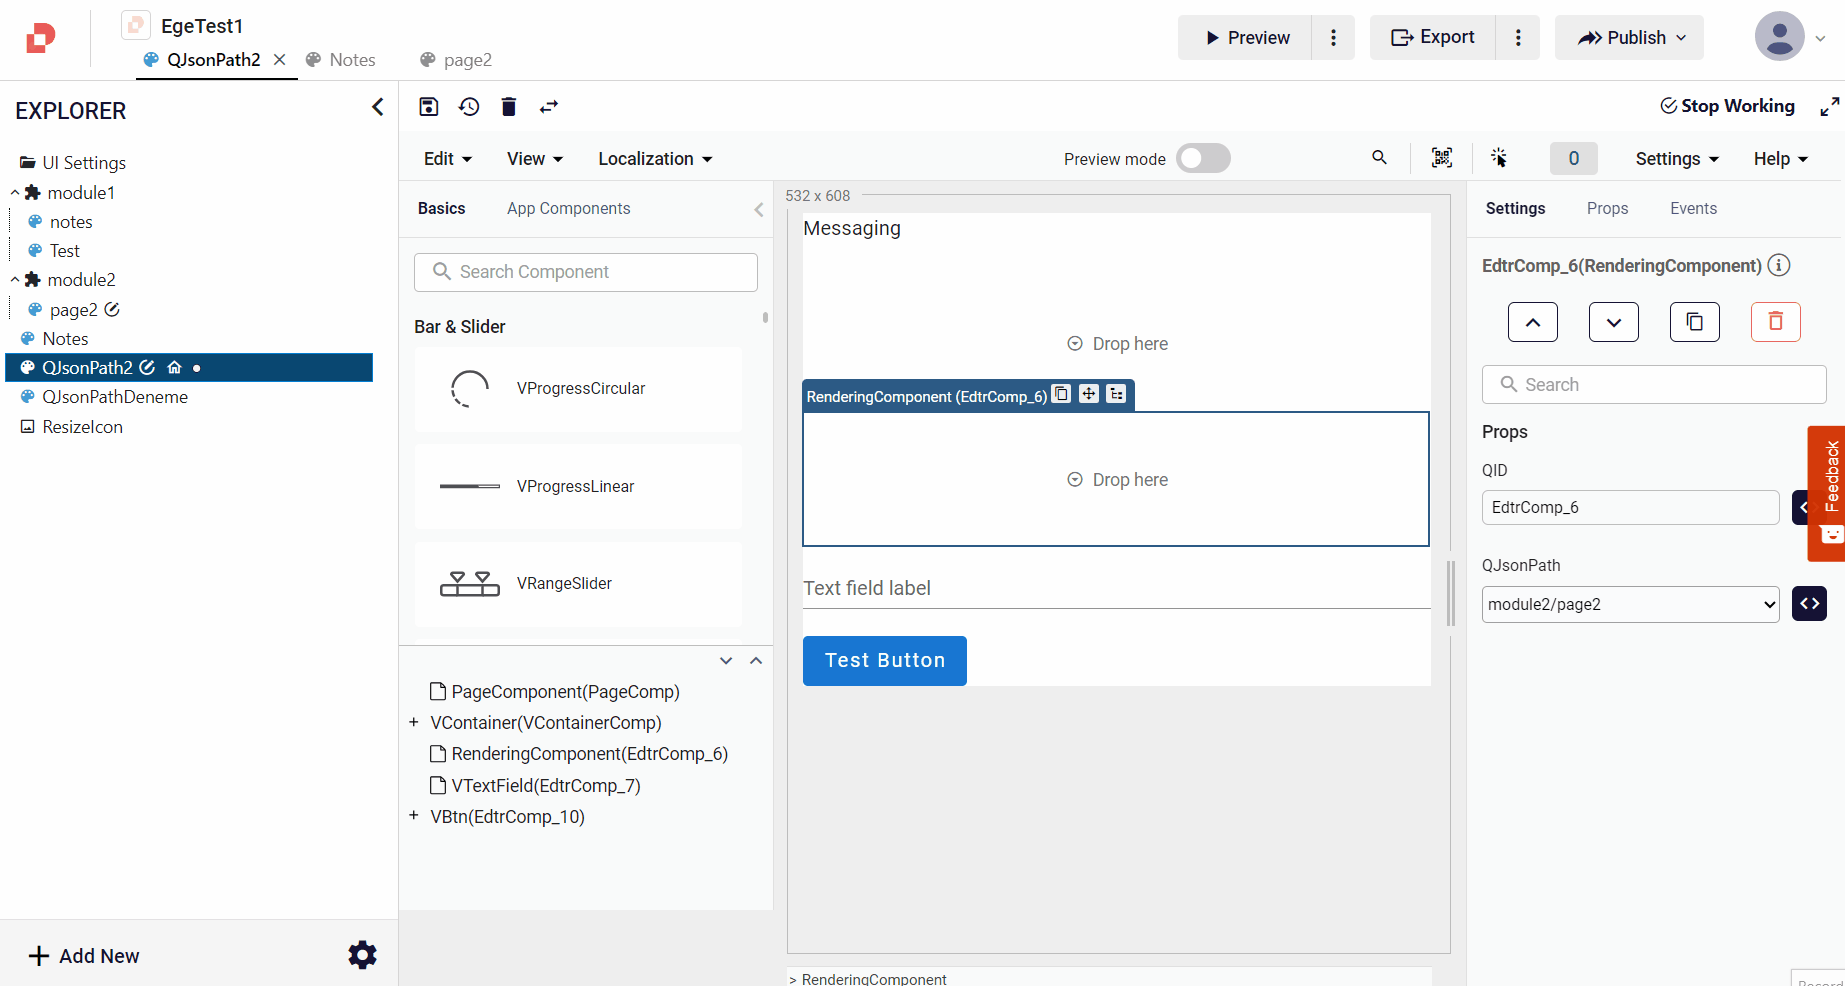 EgeTest1
QJsonPath2
Notes
page2
Preview
Export
Publish
EXPLORER
UI Settings
module1
notes
Test
module2
page2
Notes
QJsonPath2
QJsonPathDeneme
ResizeIcon
Add New
Stop Working
Edit
View
Localization
Preview mode
0
Settings
Help
Basics
App Components
Search Component
Bar & Slider
VProgressCircular
VProgressLinear
VRangeSlider
PageComponent(PageComp)
+ VContainer(VContainerComp)
RenderingComponent(EdtrComp_6)
VTextField(EdtrComp_7)
+ VBtn(EdtrComp_10)
532 x 608
Messaging
Drop here
RenderingComponent (EdtrComp_6)
Drop here
Text field label
Test Button
> RenderingComponent
Settings
Props
Events
EdtrComp_6(RenderingComponent)
Search
Props
QID
EdtrComp_6
QJsonPath
module2/page2
Feedback